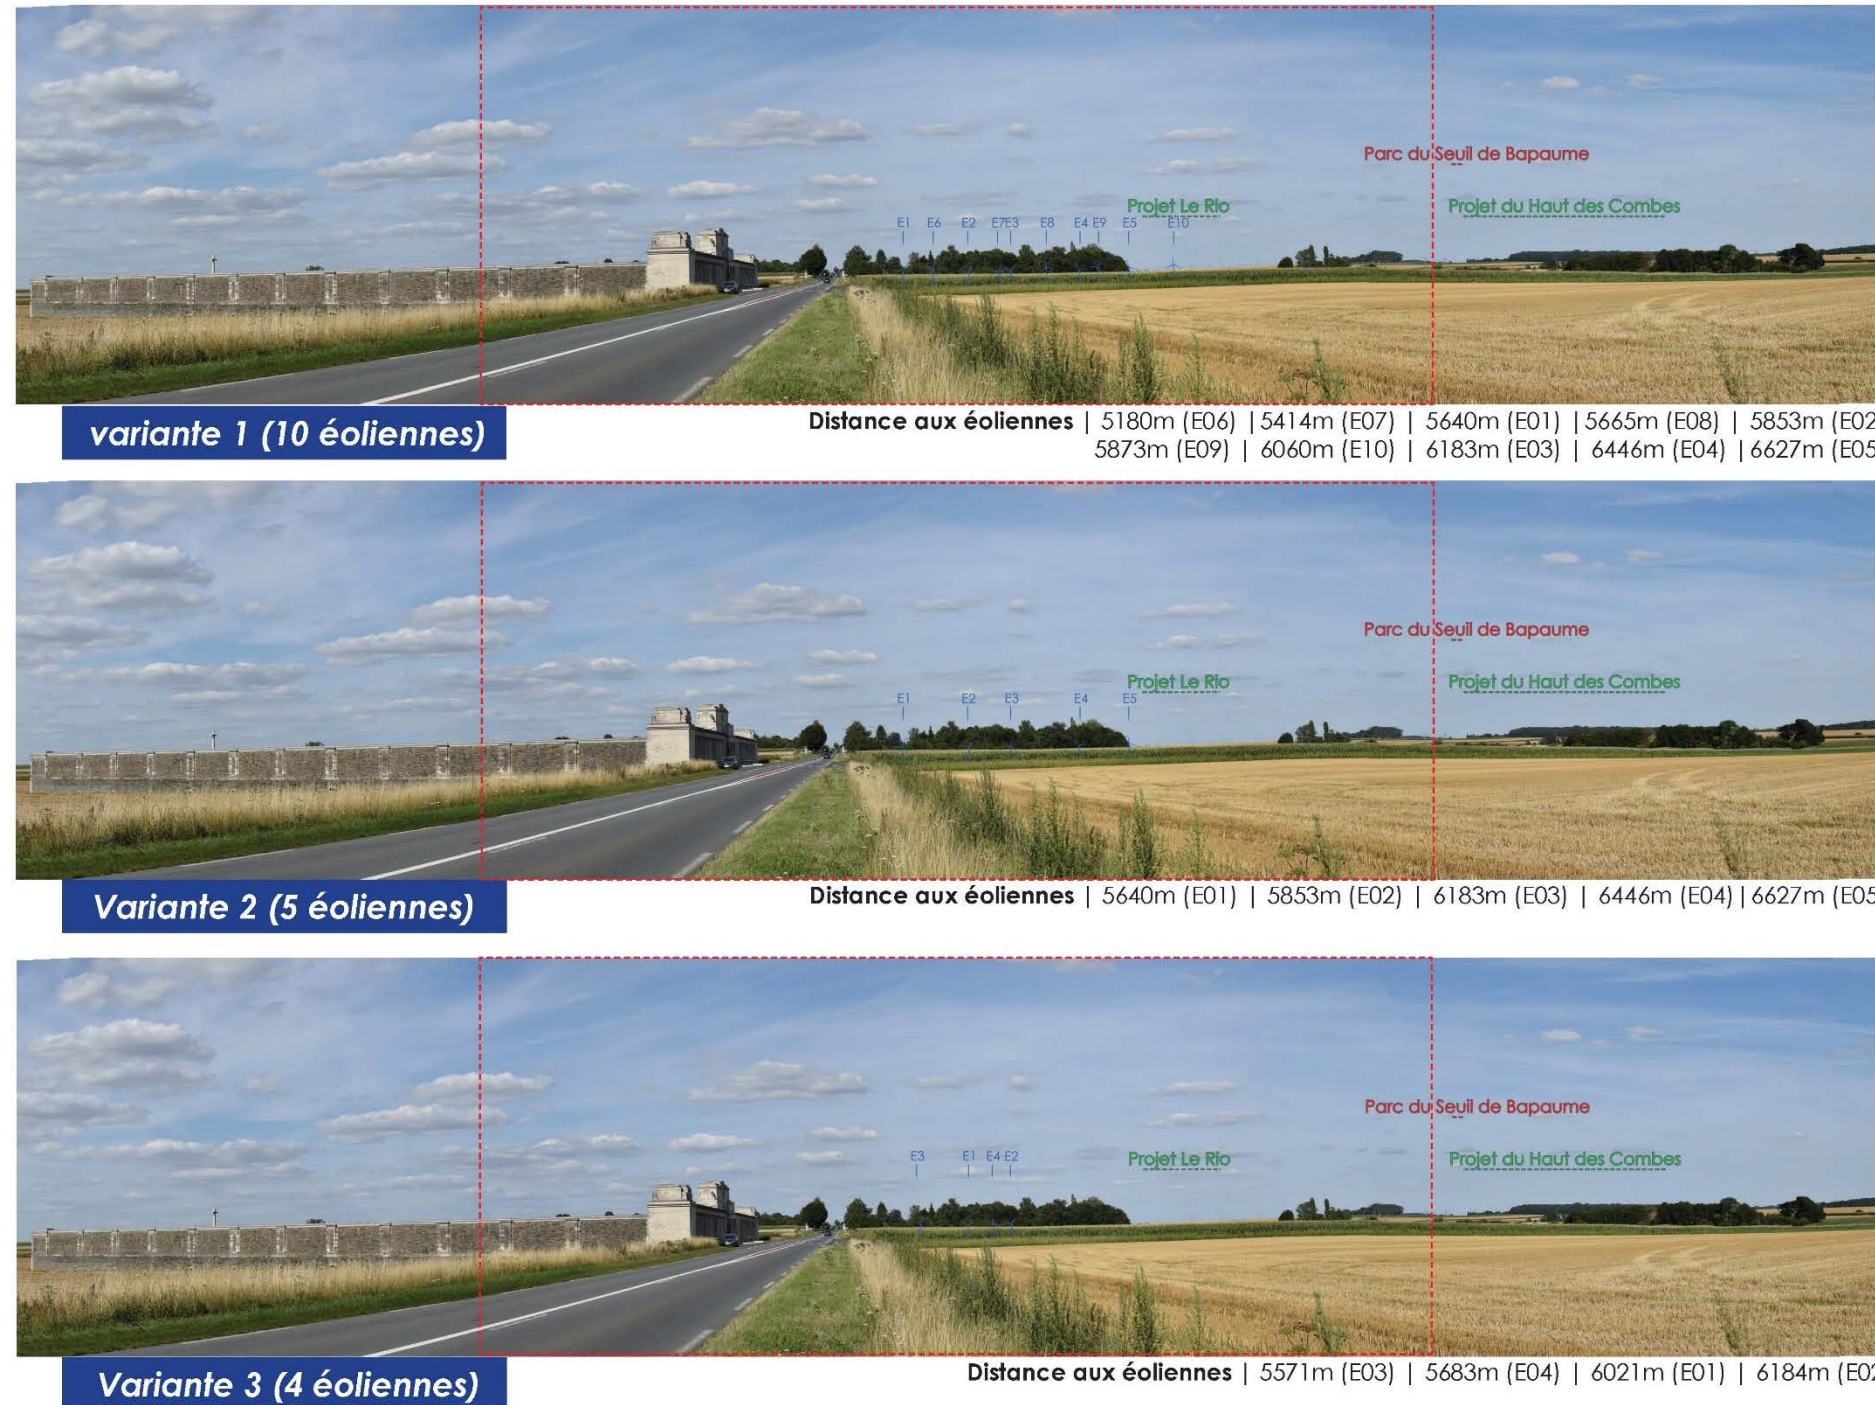 Parc du Seuil de Bapaume
Projet Le Rio
Projet du Haut des Combes
E1 E6 E2 E7 E3 E8 E4 E9 E5 E10
variante 1 (10 éoliennes)
Distance aux éoliennes | 5180m (E06) | 5414m (E07) | 5640m (E01) | 5665m (E08) | 5853m (E02
5873m (E09) | 6060m (E10) | 6183m (E03) | 6446m (E04) | 6627m (E05
Parc du Seuil de Bapaume
Projet Le Rio
Projet du Haut des Combes
E1 E2 E3 E4 E5
Variante 2 (5 éoliennes)
Distance aux éoliennes | 5640m (E01) | 5853m (E02) | 6183m (E03) | 6446m (E04) | 6627m (E05
Parc du Seuil de Bapaume
E3 E1 E4 E2
Projet Le Rio
Projet du Haut des Combes
Variante 3 (4 éoliennes)
Distance aux éoliennes | 5571m (E03) | 5683m (E04) | 6021m (E01) | 6184m (E02